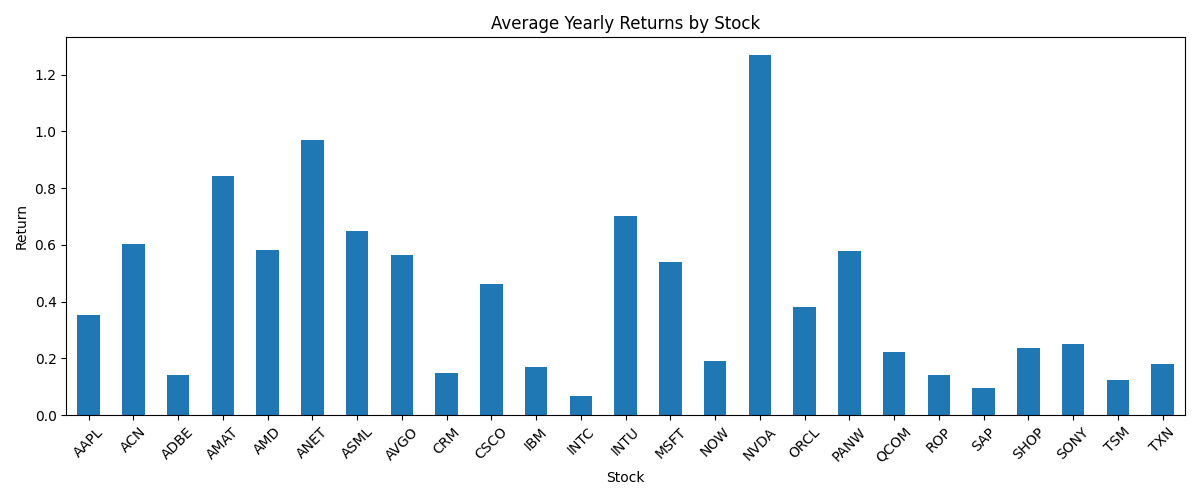 Average Yearly Returns by Stock
Return
1.2
1.0
0.8
0.6
0.4
0.2
0.0
AAPL ACN ADBE AMAT AMD ANET ASML AVGO CRM CSCO IBM INTC INTU MSFT NOW NVDA ORCL PANW QCOM ROP SAP SHOP SONY TSM TXN
Stock